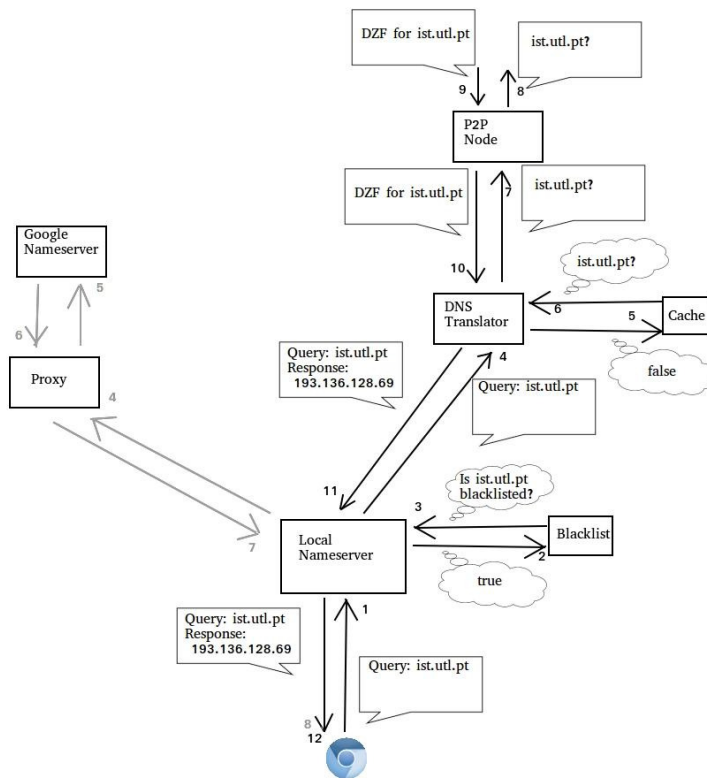 DZF for ist.utl.pt
ist.utl.pt?
9
8
P2P
Node
DZF for ist.utl.pt
7
ist.utl.pt?
Google
Nameserver
10
ist.utl.pt?
5
6
DNS
Translator
6
5
Cache
Query: ist.utl.pt
Response:
193.136.128.69
4
false
Proxy
4
Query: ist.utl.pt
11
Is ist.utl.pt
blacklisted?
3
7
Local
Nameserver
2
Blacklist
true
Query: ist.utl.pt
Response:
193.136.128.69
1
Query: ist.utl.pt
8
12